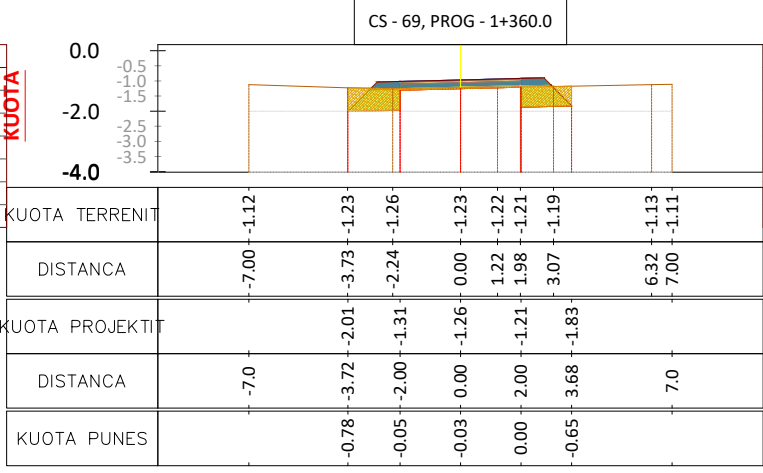 CS - 69, PROG - 1+360.0
KUOTA
0.0
-0.5
-1.0
-1.5
-2.0
-2.5
-3.0
-3.5
-4.0
KUOTA TERRENIT -1.12 -1.23 -1.26 -1.23 -1.22 -1.21 -1.19 -1.13 -1.11
DISTANCA -7.00 -3.73 -2.24 0.00 1.22 1.98 3.07 6.32 7.00
KUOTA PROJEKTIT -2.01 -1.31 -1.26 -1.21 -1.83
DISTANCA -7.0 -3.72 -2.00 0.00 2.00 3.68 7.0
KUOTA PUNES -0.78 -0.05 -0.03 0.00 -0.65